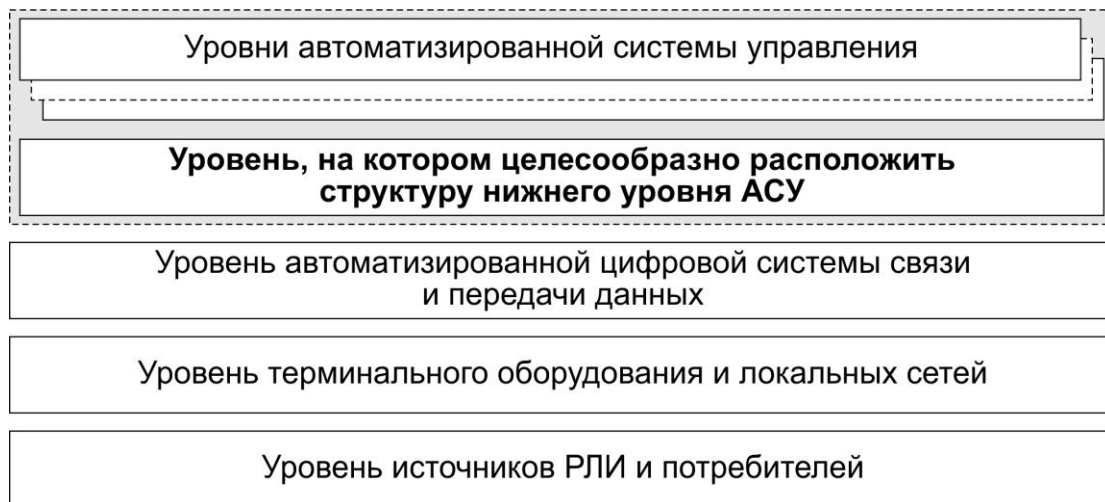 Уровни автоматизированной системы управления
Уровень, на котором целесообразно расположить
структуру нижнего уровня АСУ
Уровень автоматизированной цифровой системы связи
и передачи данных
Уровень терминального оборудования и локальных сетей
Уровень источников РЛИ и потребителей